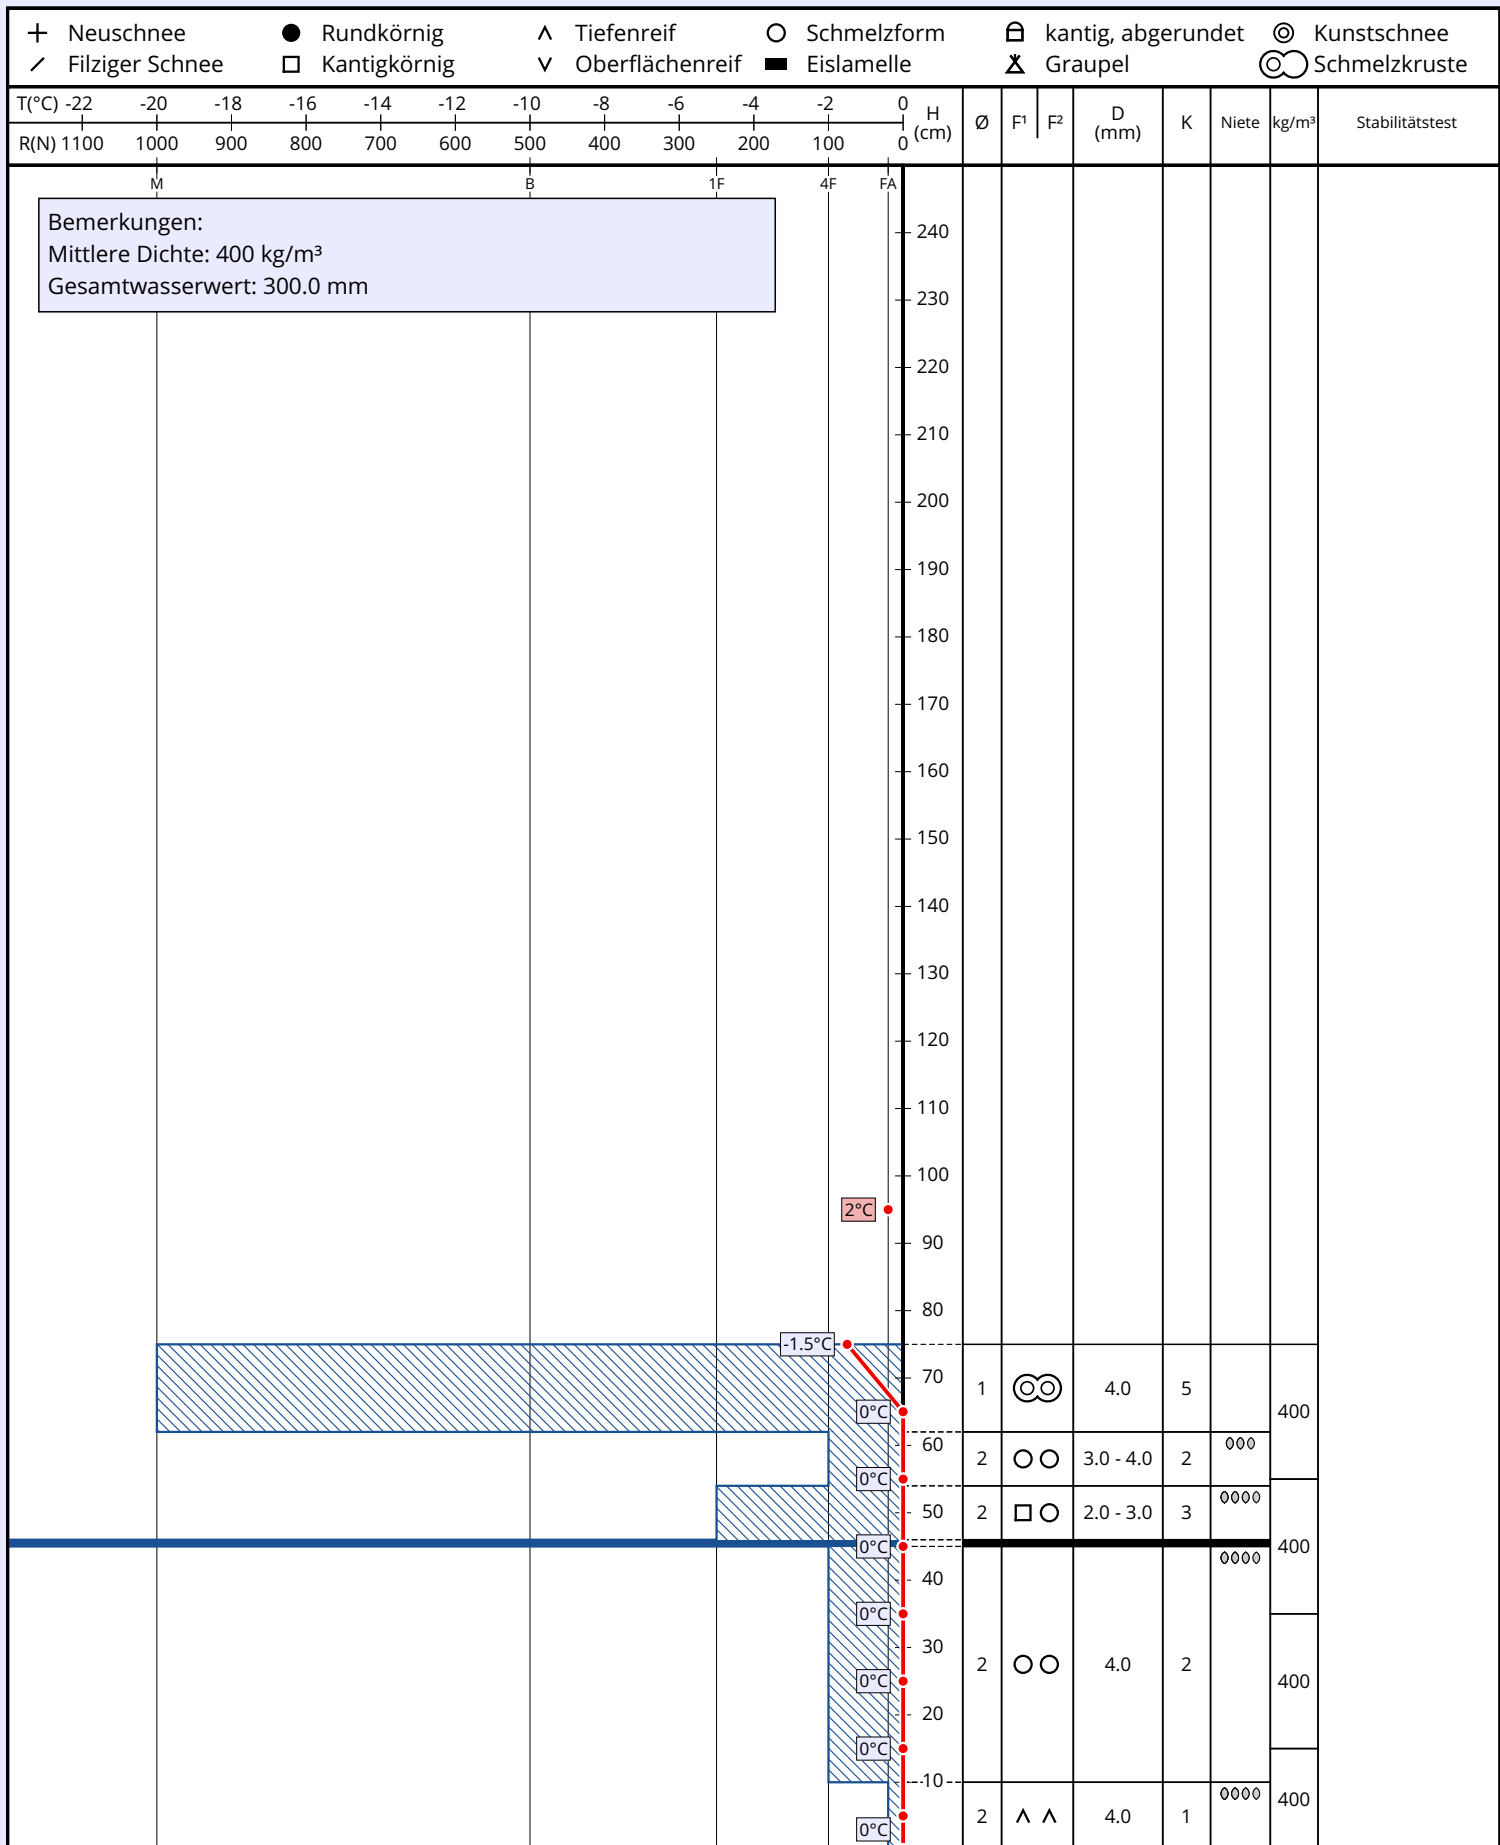 Neuschnee Rundkörnig Tiefenreif Schmelzform kantig, abgerundet Kunstschnee
Filziger Schnee Kantigkörnig Oberflächenreif Eislamelle Graupel Schmelzkruste
T(°C) -22 -20 -18 -16 -14 -12 -10 -8 -6 -4 -2 0
R(N) 1100 1000 900 800 700 600 500 400 300 200 100 0
H (cm) Ø F¹ F² D (mm) K Niete kg/m³ Stabilitätstest
M B 1F 4F FA
Bemerkungen:
Mittlere Dichte: 400 kg/m³
Gesamtwasserwert: 300.0 mm
240
230
220
210
200
190
180
170
160
150
140
130
120
110
100
2°C
90
80
-1.5°C
70
1 4.0 5
0°C 400
60
2 3.0 - 4.0 2
0°C
50 2 2.0 - 3.0 3
0°C 400
40
0°C
30
2 4.0 2
0°C 400
20
0°C
10
400
2 4.0 1
0°C